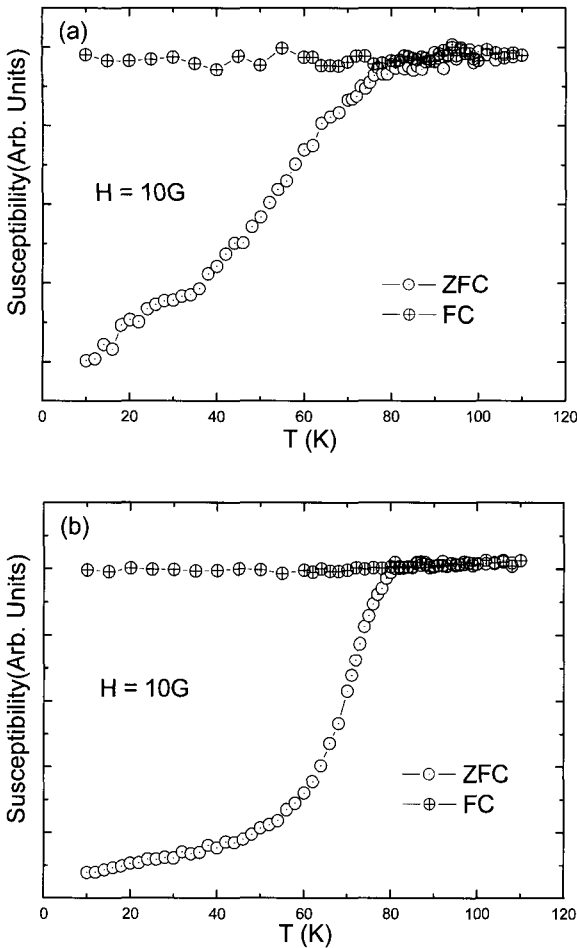 (a)
Susceptibility(Arb. Units)
H = 10G
ZFC
FC
0 20 40 60 80 100 120
T (K)
(b)
Susceptibility(Arb. Units)
H = 10G
ZFC
FC
0 20 40 60 80 100 120
T (K)